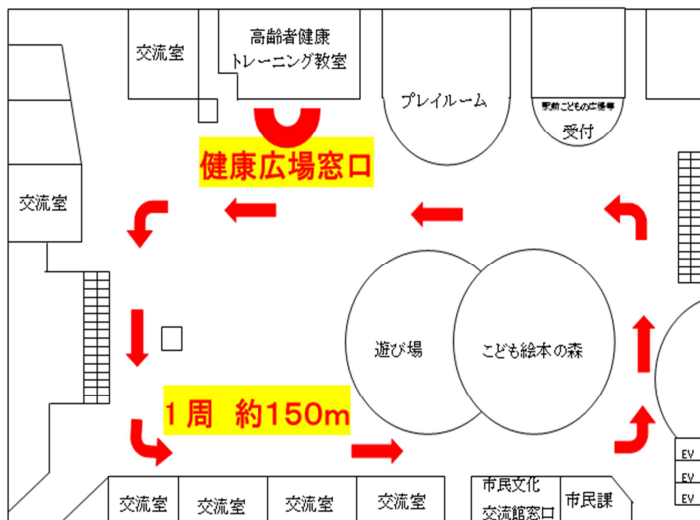 交流室
高齢者健康
トレーニング教室
プレイルーム
駅前こどもの広場等
受付
健康広場窓口
交流室
遊び場
こども絵本の森
1周 約150m
交流室
交流室
交流室
交流室
市民文化
交流館窓口
市民課
EV
EV
EV